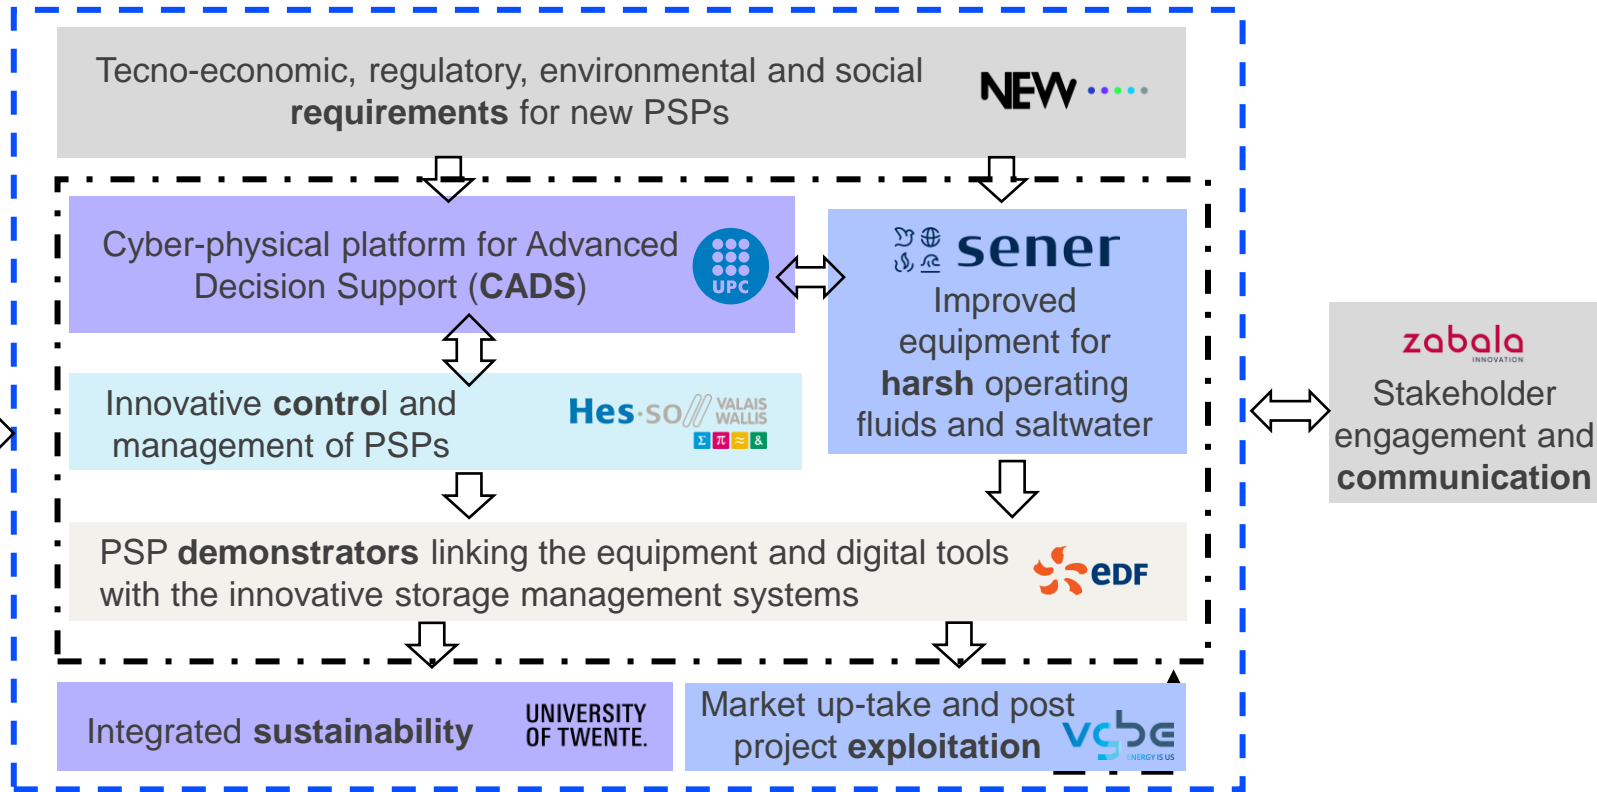 Tecno-economic, regulatory, environmental and social
requirements for new PSPs
NEW
Cyber-physical platform for Advanced
Decision Support (CADS)
UPC
sener
Improved
equipment for
harsh operating
fluids and saltwater
Innovative control and
management of PSPs
Hes·so VALAIS
WALLIS
Σ π ≈ &
PSP demonstrators linking the equipment and digital tools
with the innovative storage management systems
eDF
Integrated sustainability
UNIVERSITY
OF TWENTE.
Market up-take and post
project exploitation
vgbe
ENERGY IS US
zabala
INNOVATION
Stakeholder
engagement and
communication